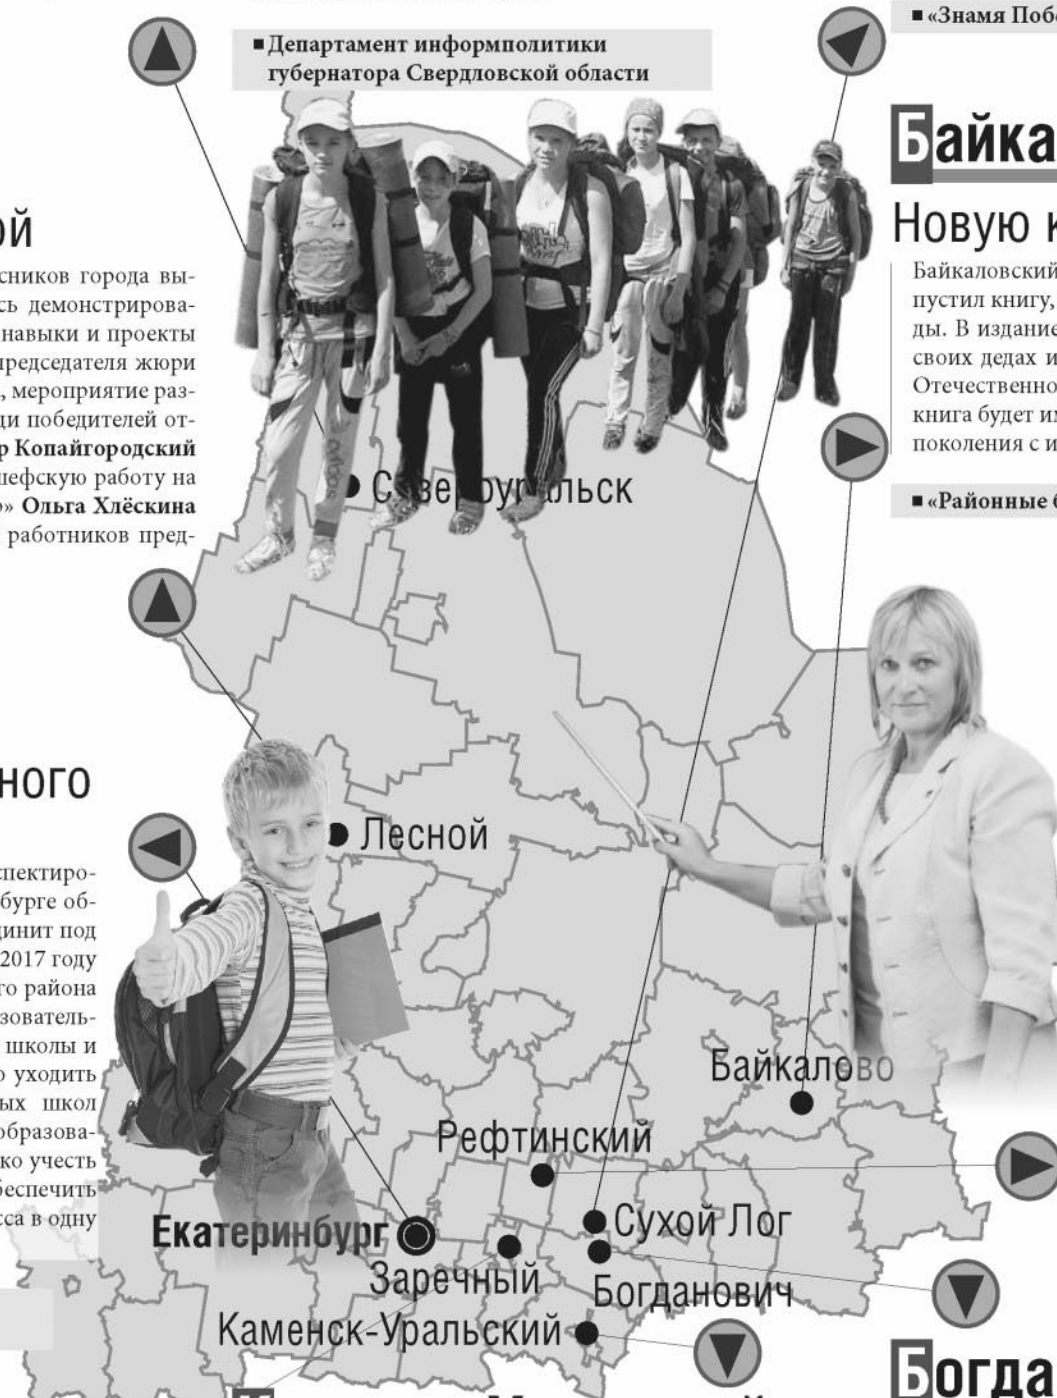 ■ Департамент информполитики
губернатора Свердловской области
ой
сников города вы-
сь демонстрирова-
навыки и проекты
председателя жюри
, мероприятие раз-
ди победителей от-
р Копайгородский
шефскую работу на
о» Ольга Хлёскина
работников пред-
ного
спектиро-
бурге об-
динит под
2017 году
го района
зователь-
школы и
о уходить
ых школ
образова-
ко учесть
беспечить
сса в одну
Североуральск
Лесной
Байкалово
Рефтинский
Екатеринбург
Сухой Лог
Заречный
Богданович
Каменск-Уральский
■ «Знамя Побе
Байка
Новую к
Байкаловский
пустил книгу,
ды. В издание
своих дедах и
Отечественно
книга будет им
поколения с и
■ «Районные б
Богда